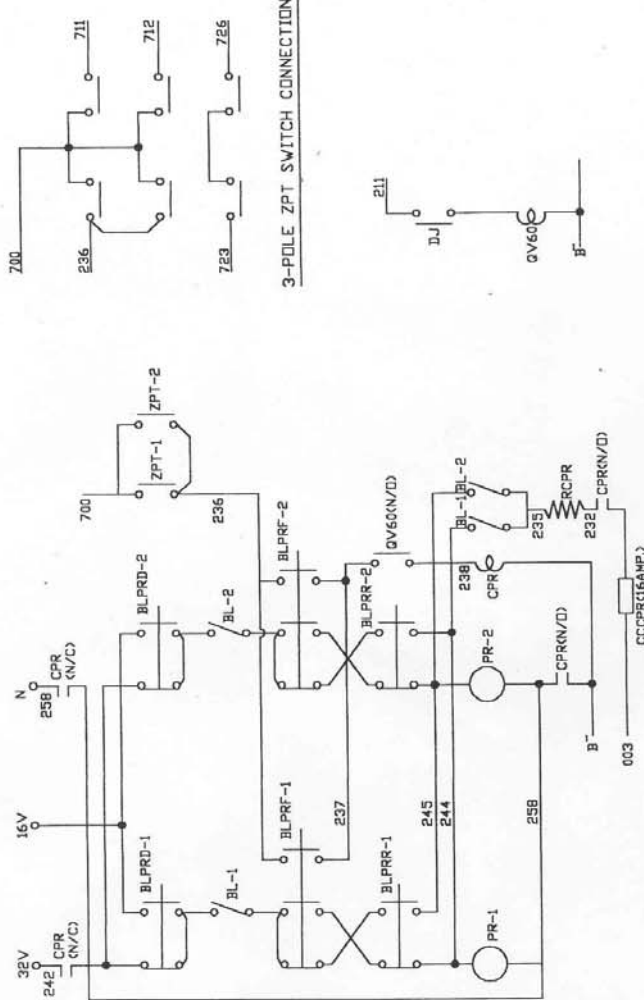 700
711
236
712
723
726
3-POLE ZPT SWITCH CONNECTION
211
DJ
QV60
B-
32V
16V
N
242
CPR
(N/C)
258
CPR
(N/C)
700
ZPT-1
ZPT-2
236
BLPRD-1
BLPRD-2
BL-1
BL-2
BLPRF-1
BLPRF-2
237
QV60(N/O)
BLPRR-1
BLPRR-2
245
244
238
CPR
BL-1
BL-2
235
RCPR
232
CPR(N/O)
PR-1
PR-2
258
CPR(N/O)
B-
003
CCCPR(16AMP.)